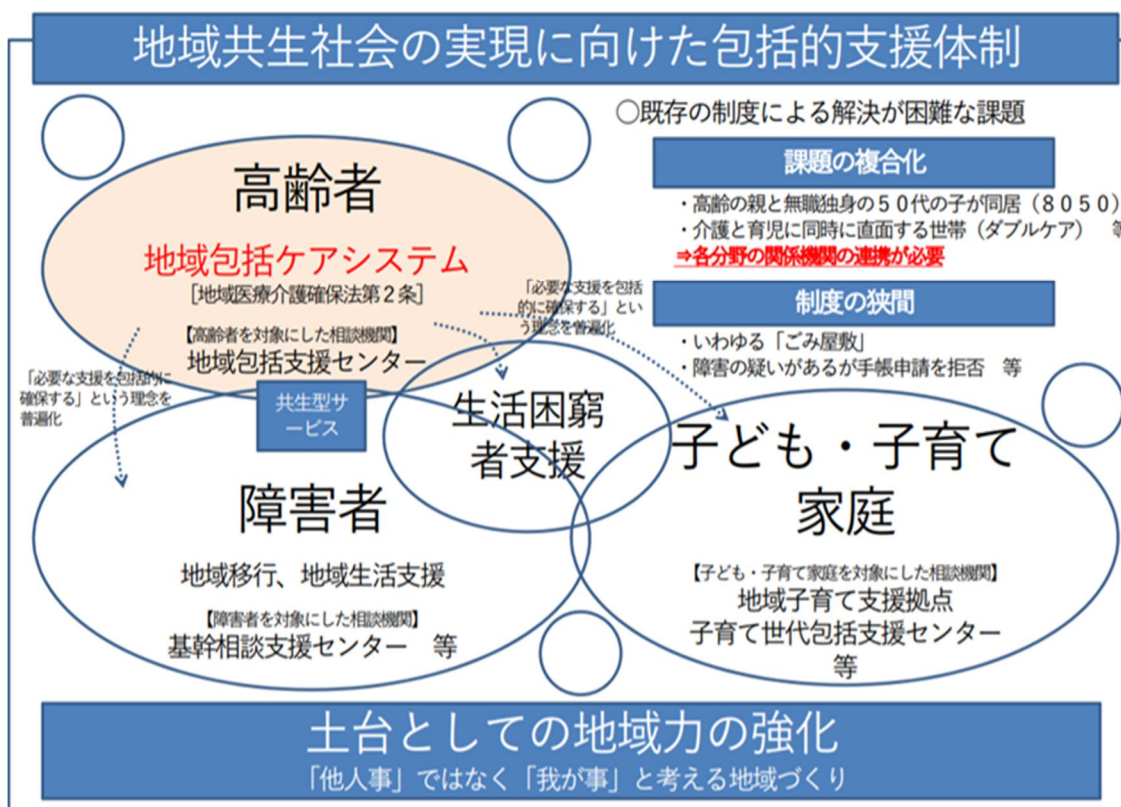 地域共生社会の実現に向けた包括的支援体制
高齢者
地域包括ケアシステム
[地域医療介護確保法第２条]
【高齢者を対象にした相談機関】
地域包括支援センター
「必要な支援を包括的に
確保する」という理念を
普遍化
「必要な支援を包括
的に確保する」とい
う理念を普遍化
共生型サ
ービス
生活困窮
者支援
障害者
地域移行、地域生活支援
【障害者を対象にした相談機関】
基幹相談支援センター　等
○既存の制度による解決が困難な課題
課題の複合化
・高齢の親と無職独身の５０代の子が同居（８０５０）
・介護と育児に同時に直面する世帯（ダブルケア）　等
⇒各分野の関係機関の連携が必要
制度の狭間
・いわゆる「ごみ屋敷」
・障害の疑いがあるが手帳申請を拒否　等
子ども・子育て
家庭
【子ども・子育て家庭を対象にした相談機関】
地域子育て支援拠点
子育て世代包括支援センター
等
土台としての地域力の強化
「他人事」ではなく「我が事」と考える地域づくり